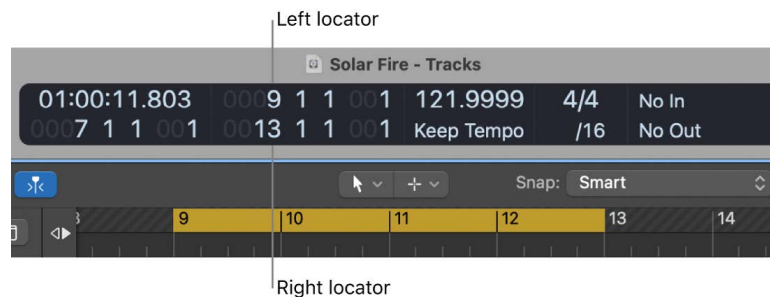 Left locator
Solar Fire - Tracks
01:00:11.803 0009 1 1 001 121.9999 4/4 No In
0007 1 1 001 0013 1 1 001 Keep Tempo /16 No Out
Snap: Smart
9 10 11 12 13 14
Right locator